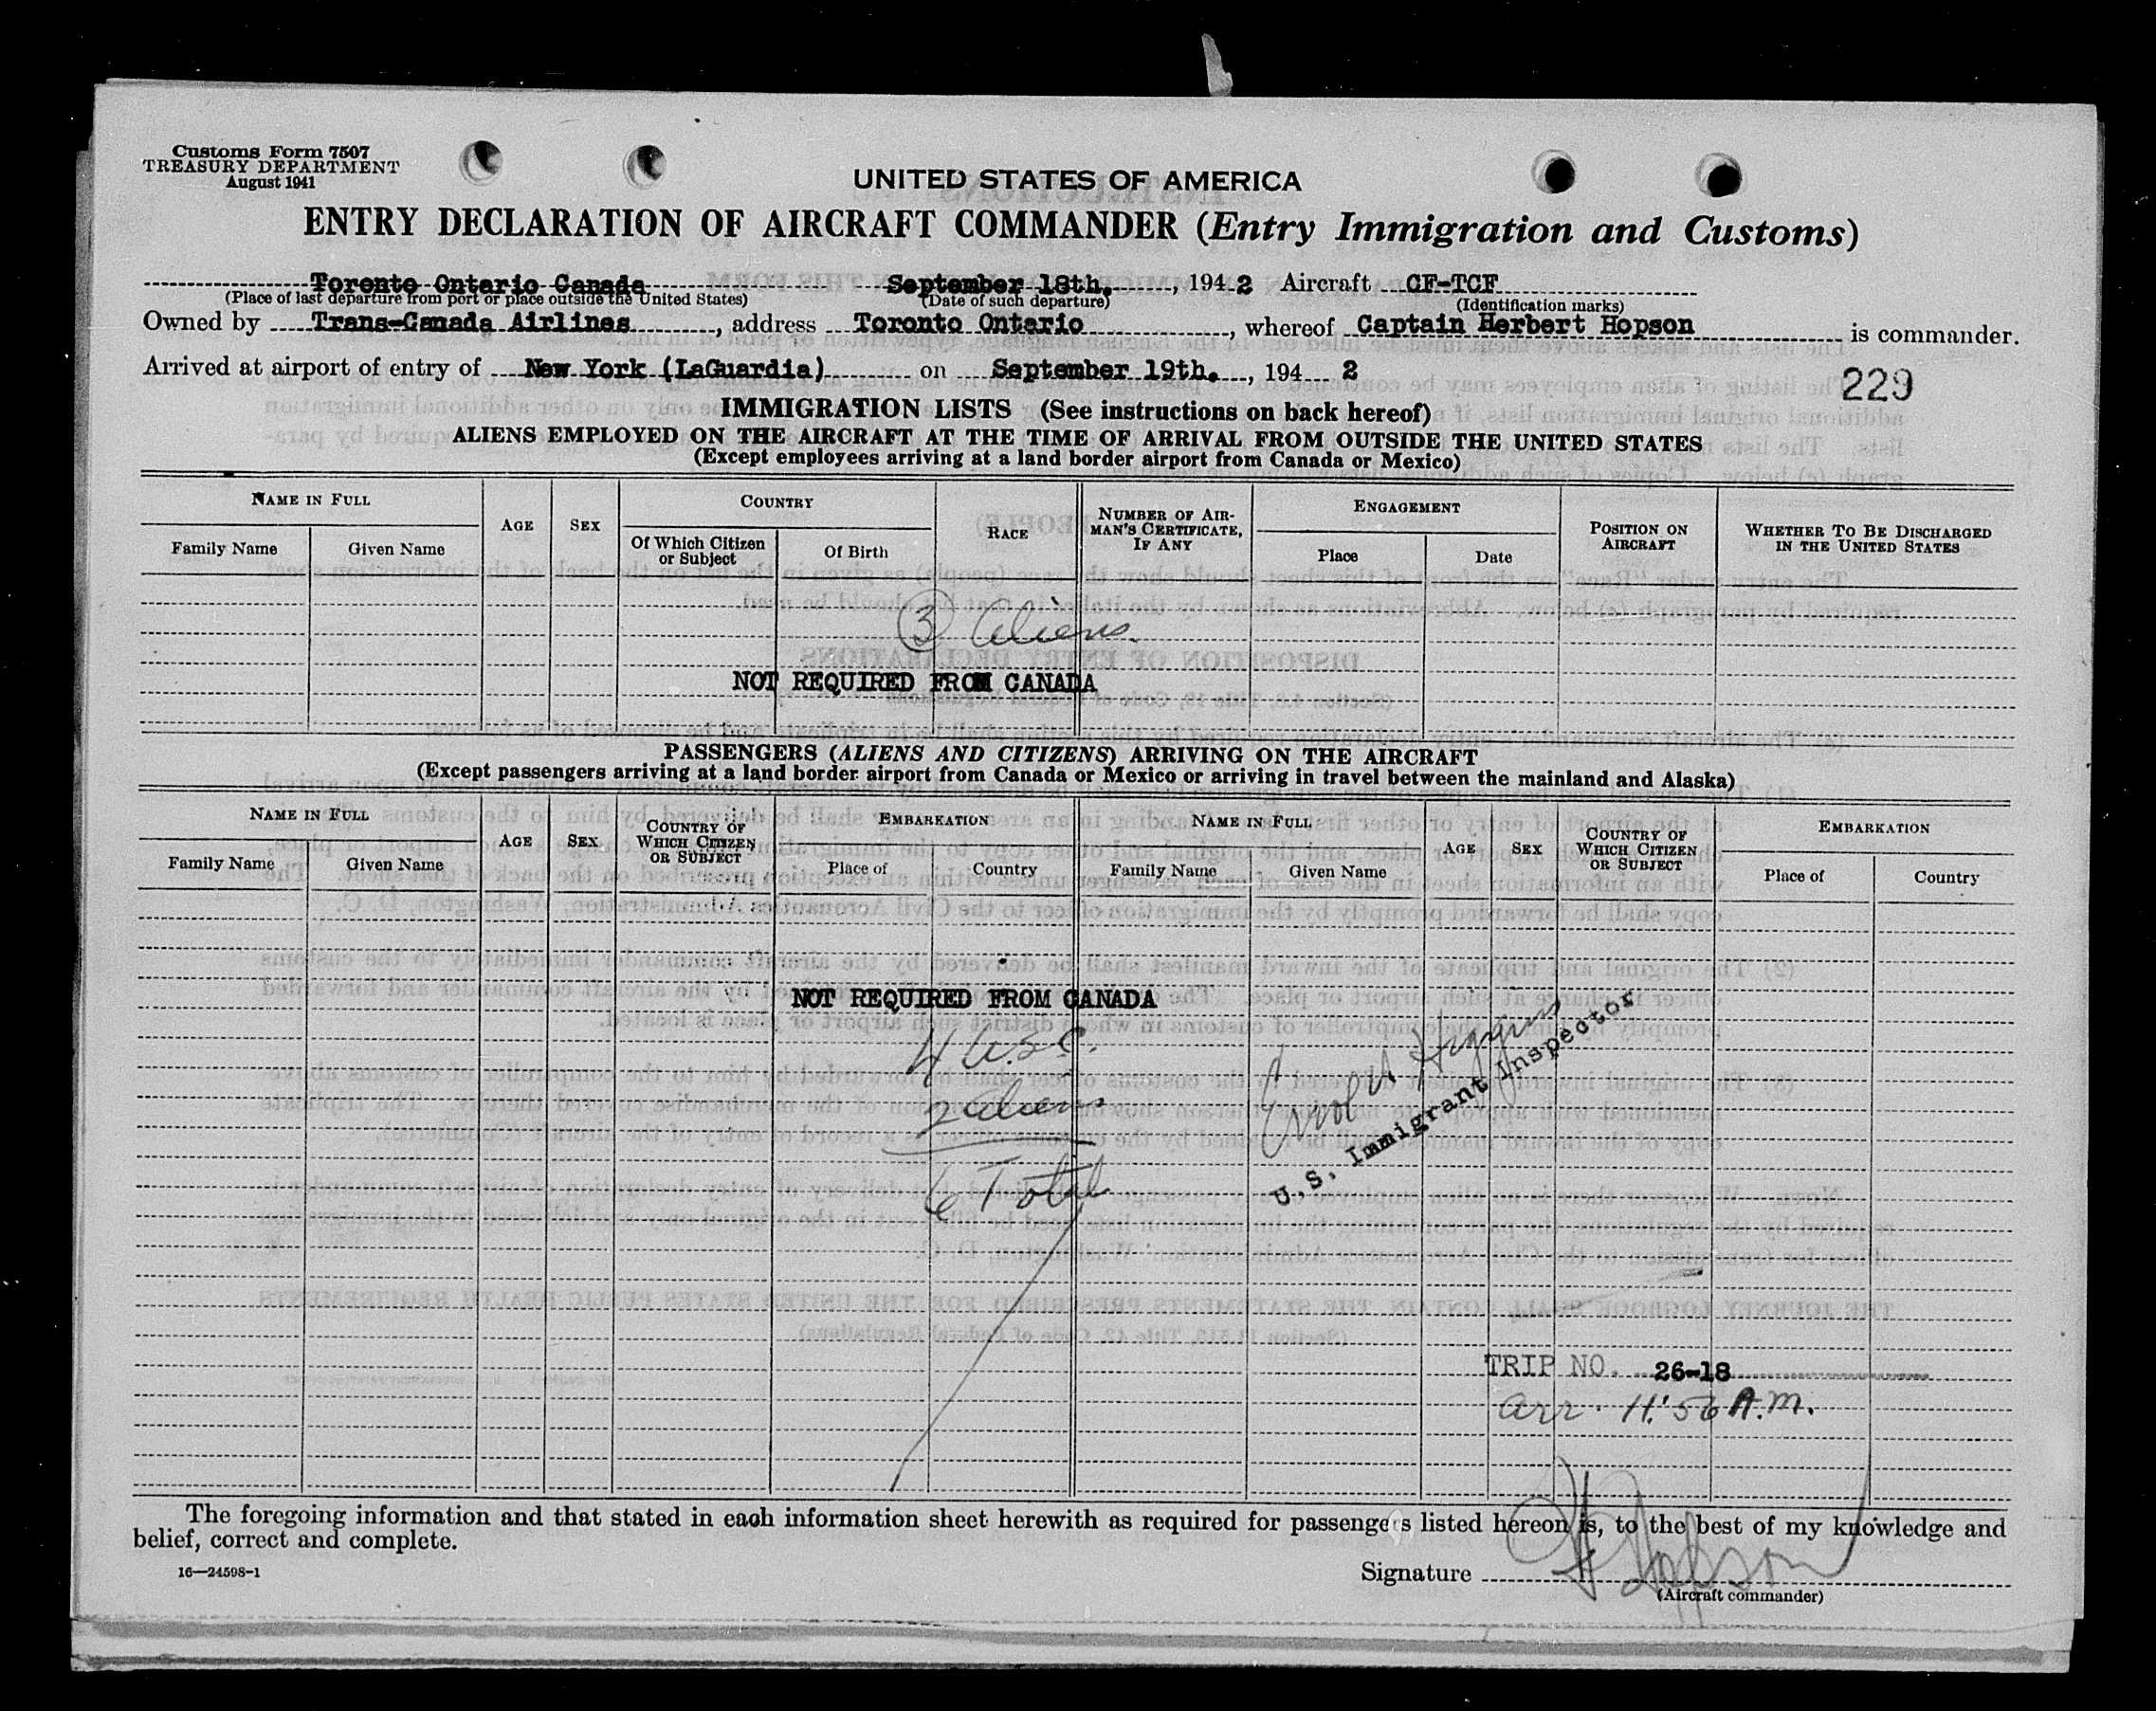 Customs Form 7507
TREASURY DEPARTMENT
August 1941
UNITED STATES OF AMERICA
ENTRY DECLARATION OF AIRCRAFT COMMANDER (Entry Immigration and Customs)
Toronto Ontario Canada September 18th, , 194 2 Aircraft CF-TCF
(Place of last departure from port or place outside the United States) (Date of such departure) (Identification marks)
Owned by Trans-Canada Airlines , address Toronto Ontario , whereof Captain Herbert Hopson is commander.
Arrived at airport of entry of New York (LaGuardia) on September 19th. , 194 2
229
IMMIGRATION LISTS (See instructions on back hereof)
ALIENS EMPLOYED ON THE AIRCRAFT AT THE TIME OF ARRIVAL FROM OUTSIDE THE UNITED STATES
(Except employees arriving at a land border airport from Canada or Mexico)
NAME IN FULL AGE SEX COUNTRY RACE NUMBER OF AIRMAN'S CERTIFICATE, IF ANY ENGAGEMENT POSITION ON AIRCRAFT WHETHER TO BE DISCHARGED IN THE UNITED STATES
Family Name Given Name Of Which Citizen or Subject Of Birth Place Date
3 Aliens.
NOT REQUIRED FROM CANADA
PASSENGERS (ALIENS AND CITIZENS) ARRIVING ON THE AIRCRAFT
(Except passengers arriving at a land border airport from Canada or Mexico or arriving in travel between the mainland and Alaska)
NAME IN FULL AGE SEX COUNTRY OF WHICH CITIZEN OR SUBJECT EMBARKATION NAME IN FULL AGE SEX COUNTRY OF WHICH CITIZEN OR SUBJECT EMBARKATION
Family Name Given Name Place of Country Family Name Given Name Place of Country
NOT REQUIRED FROM CANADA
4 U.S.C.
2 aliens
6 Total
Higgins
U.S. Immigrant Inspector
TRIP NO. 26-18
arr. 11:56 A.M.
The foregoing information and that stated in each information sheet herewith as required for passengers listed hereon is, to the best of my knowledge and
belief, correct and complete.
16—24598-1
Signature H Hopson
(Aircraft commander)